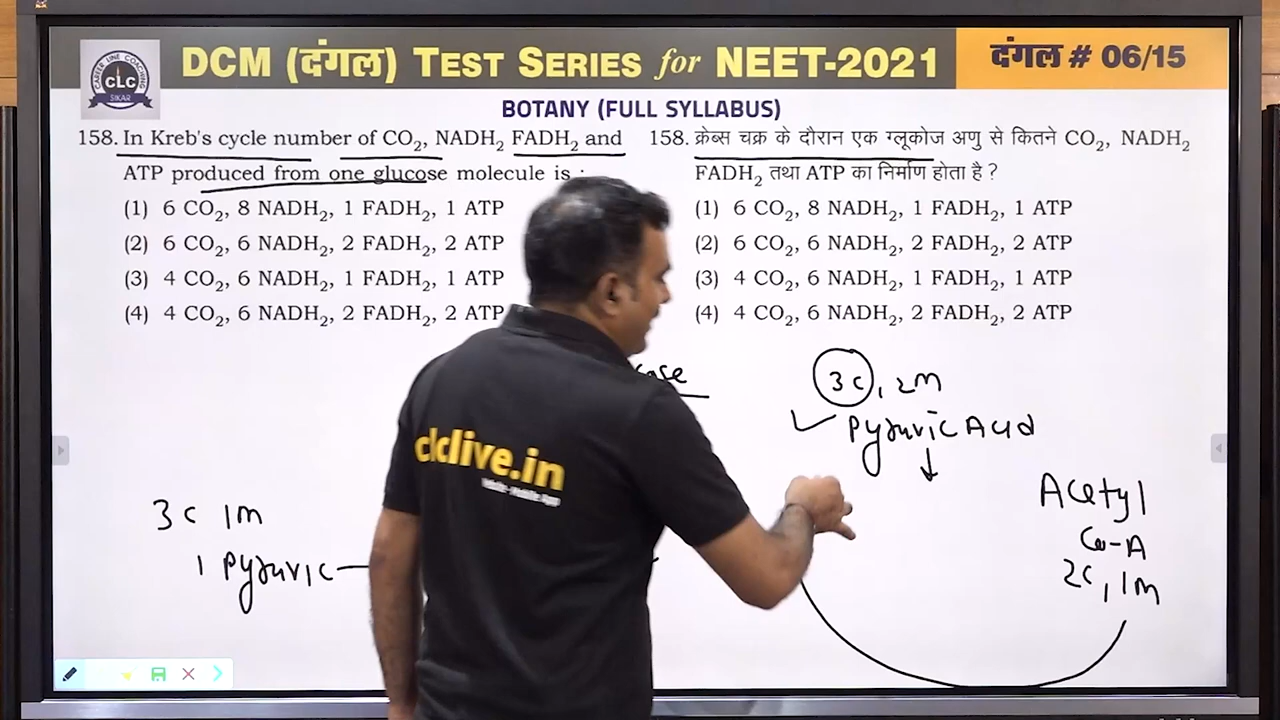 DCM (दंगल) TEST SERIES for NEET-2021
दंगल # 06/15
CAREER LINE COACHING
CLC
SIKAR
BOTANY (FULL SYLLABUS)
158. In Kreb's cycle number of CO₂, NADH₂ FADH₂ and
ATP produced from one glucose molecule is :
(1) 6 CO₂, 8 NADH₂, 1 FADH₂, 1 ATP
(2) 6 CO₂, 6 NADH₂, 2 FADH₂, 2 ATP
(3) 4 CO₂, 6 NADH₂, 1 FADH₂, 1 ATP
(4) 4 CO₂, 6 NADH₂, 2 FADH₂, 2 ATP
158. क्रेब्स चक्र के दौरान एक ग्लूकोज अणु से कितने CO₂, NADH₂
FADH₂ तथा ATP का निर्माण होता है ?
(1) 6 CO₂, 8 NADH₂, 1 FADH₂, 1 ATP
(2) 6 CO₂, 6 NADH₂, 2 FADH₂, 2 ATP
(3) 4 CO₂, 6 NADH₂, 1 FADH₂, 1 ATP
(4) 4 CO₂, 6 NADH₂, 2 FADH₂, 2 ATP
3C, 2M
Pyruvic Acid
Acetyl
Co-A
2C, 1M
3C 1M
1 Pyruvic
clclive.in